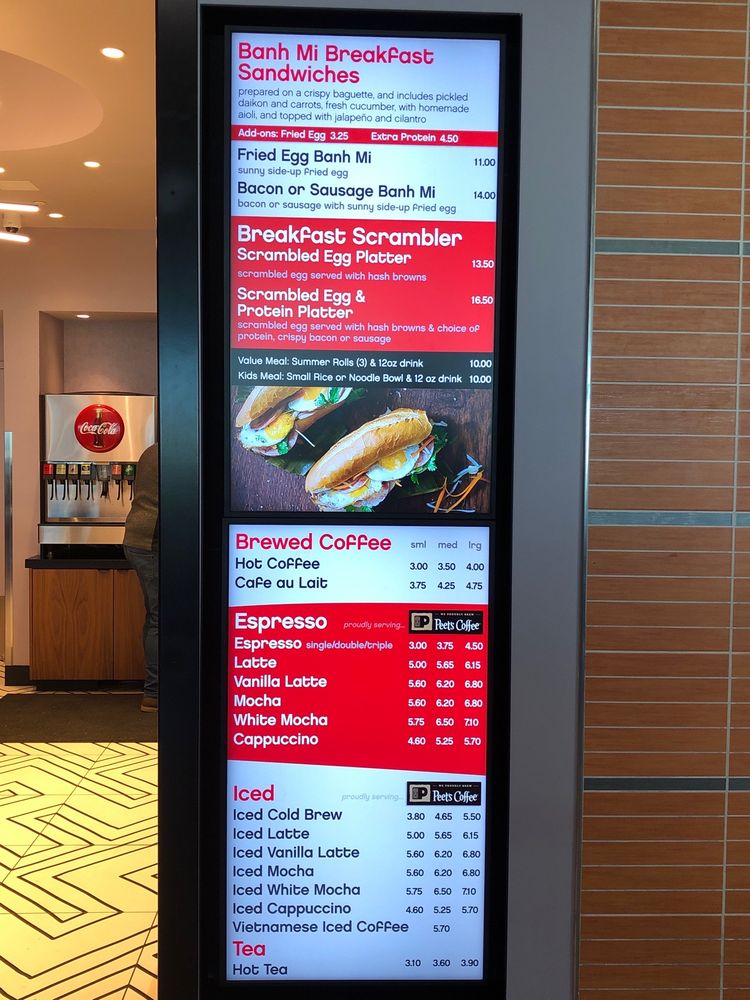 Banh Mi Breakfast
Sandwiches
prepared on a crispy baguette, and includes pickled
daikon and carrots, fresh cucumber, with homemade
aioli, and topped with jalapeño and cilantro
Add-ons: Fried Egg 3.25 Extra Protein 4.50
Fried Egg Banh Mi 11.00
sunny side-up fried egg
Bacon or Sausage Banh Mi 14.00
bacon or sausage with sunny side-up fried egg
Breakfast Scrambler
Scrambled Egg Platter 13.50
scrambled egg served with hash browns
Scrambled Egg & 16.50
Protein Platter
scrambled egg served with hash browns & choice of
protein, crispy bacon or sausage
Value Meal: Summer Rolls (3) & 12oz drink 10.00
Kids Meal: Small Rice or Noodle Bowl & 12 oz drink 10.00
Coca-Cola
Brewed Coffee sml med lrg
Hot Coffee 3.00 3.50 4.00
Cafe au Lait 3.75 4.25 4.75
Espresso proudly serving... WE PROUDLY BREW P Peet's Coffee
Espresso single/double/triple 3.00 3.75 4.50
Latte 5.00 5.65 6.15
Vanilla Latte 5.60 6.20 6.80
Mocha 5.60 6.20 6.80
White Mocha 5.75 6.50 7.10
Cappuccino 4.60 5.25 5.70
Iced proudly serving... WE PROUDLY BREW P Peet's Coffee
Iced Cold Brew 3.80 4.65 5.50
Iced Latte 5.00 5.65 6.15
Iced Vanilla Latte 5.60 6.20 6.80
Iced Mocha 5.60 6.20 6.80
Iced White Mocha 5.75 6.50 7.10
Iced Cappuccino 4.60 5.25 5.70
Vietnamese Iced Coffee 5.70
Tea
Hot Tea 3.10 3.60 3.90